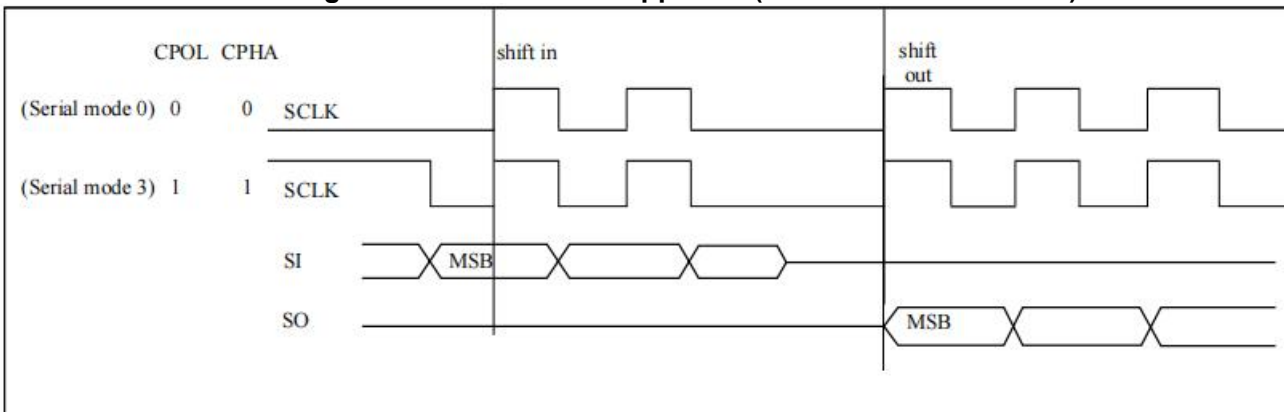 CPOL CPHA
shift in
shift
out
(Serial mode 0) 0 0 SCLK
(Serial mode 3) 1 1 SCLK
SI
MSB
SO
MSB